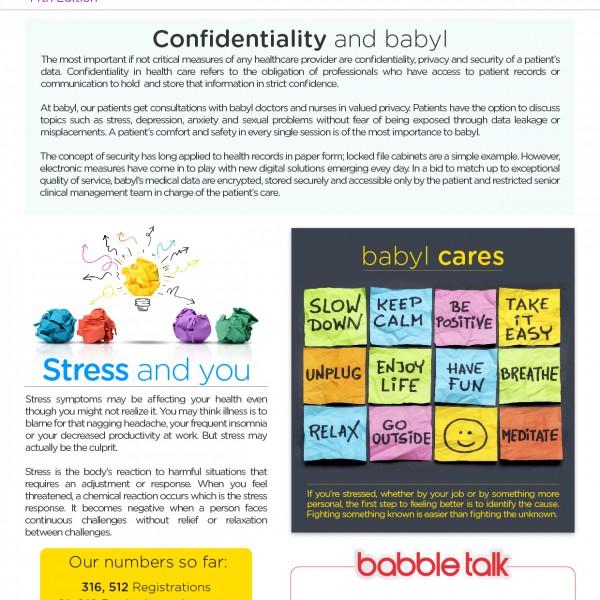 14th Edition
Confidentiality and babyl
The most important if not critical measures of any healthcare provider are confidentiality, privacy and security of a patient's
data. Confidentiality in health care refers to the obligation of professionals who have access to patient records or
communication to hold and store that information in strict confidence.
At babyl, our patients get consultations with babyl doctors and nurses in valued privacy. Patients have the option to discuss
topics such as stress, depression, anxiety and sexual problems without fear of being exposed through data leakage or
misplacements. A patient's comfort and safety in every single session is of the most importance to babyl.
The concept of security has long applied to health records in paper form; locked file cabinets are a simple example. However,
electronic measures have come in to play with new digital solutions emerging evey day. In a bid to match up to exceptional
quality of service, babyl's medical data are encrypted, stored securely and accessible only by the patient and restricted senior
clinical management team in charge of the patient's care.
Stress and you
Stress symptoms may be affecting your health even
though you might not realize it. You may think illness is to
blame for that nagging headache, your frequent insomnia
or your decreased productivity at work. But stress may
actually be the culprit.
Stress is the body's reaction to harmful situations that
requires an adjustment or response. When you feel
threatened, a chemical reaction occurs which is the stress
response. It becomes negative when a person faces
continuous challenges without relief or relaxation
between challenges.
babyl cares
SLOW
DOWN
KEEP
CALM
BE
POSITIVE
TAKE
IT
EASY
UNPLUG
ENJOY
LIFE
HAVE
FUN
BREATHE
RELAX
GO
OUTSIDE
MEDITATE
If you're stressed, whether by your job or by something more
personal, the first step to feeling better is to identify the cause.
Fighting something known is easier than fighting the unknown.
Our numbers so far:
316, 512 Registrations
babble talk